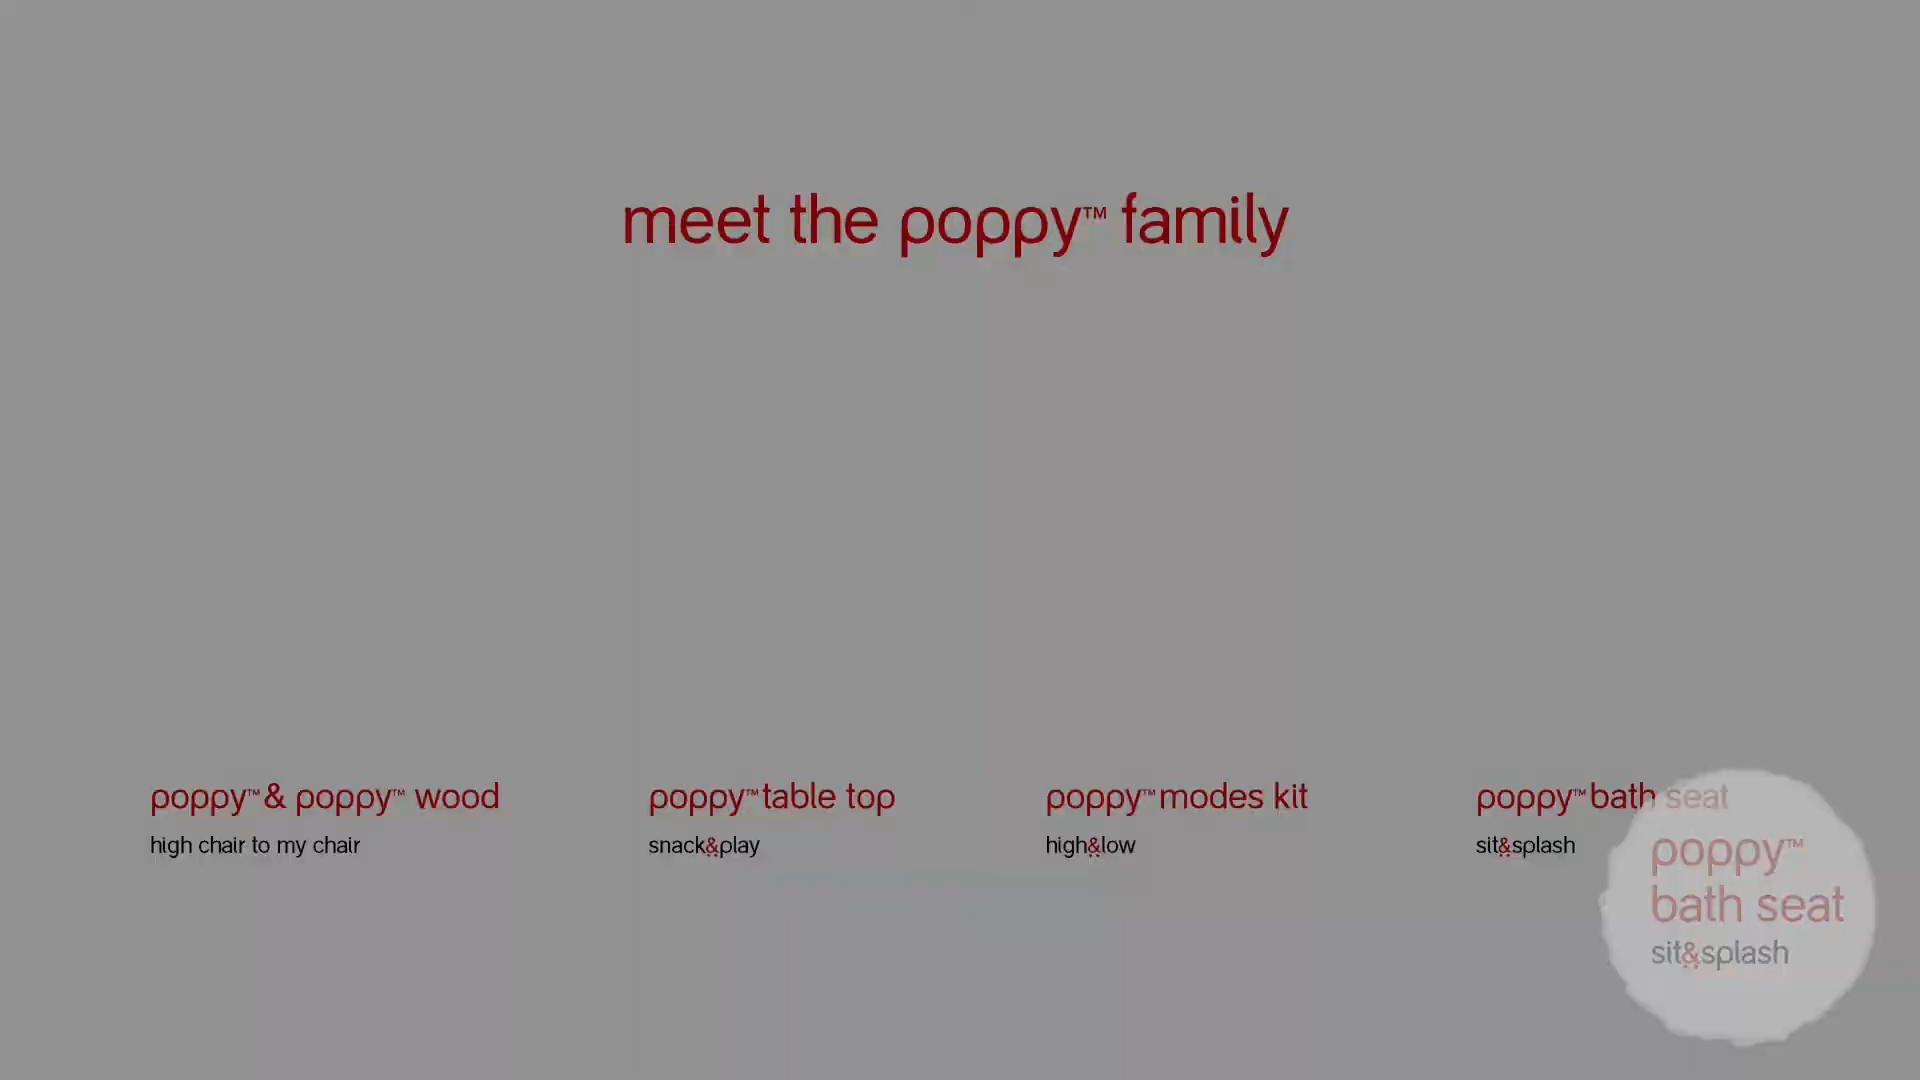 meet the poppy™ family
poppy™ & poppy™ wood
high chair to my chair
poppy™ table top
snack&play
poppy™ modes kit
high&low
poppy™ bath seat
sit&splash
poppy™
bath seat
sit&splash